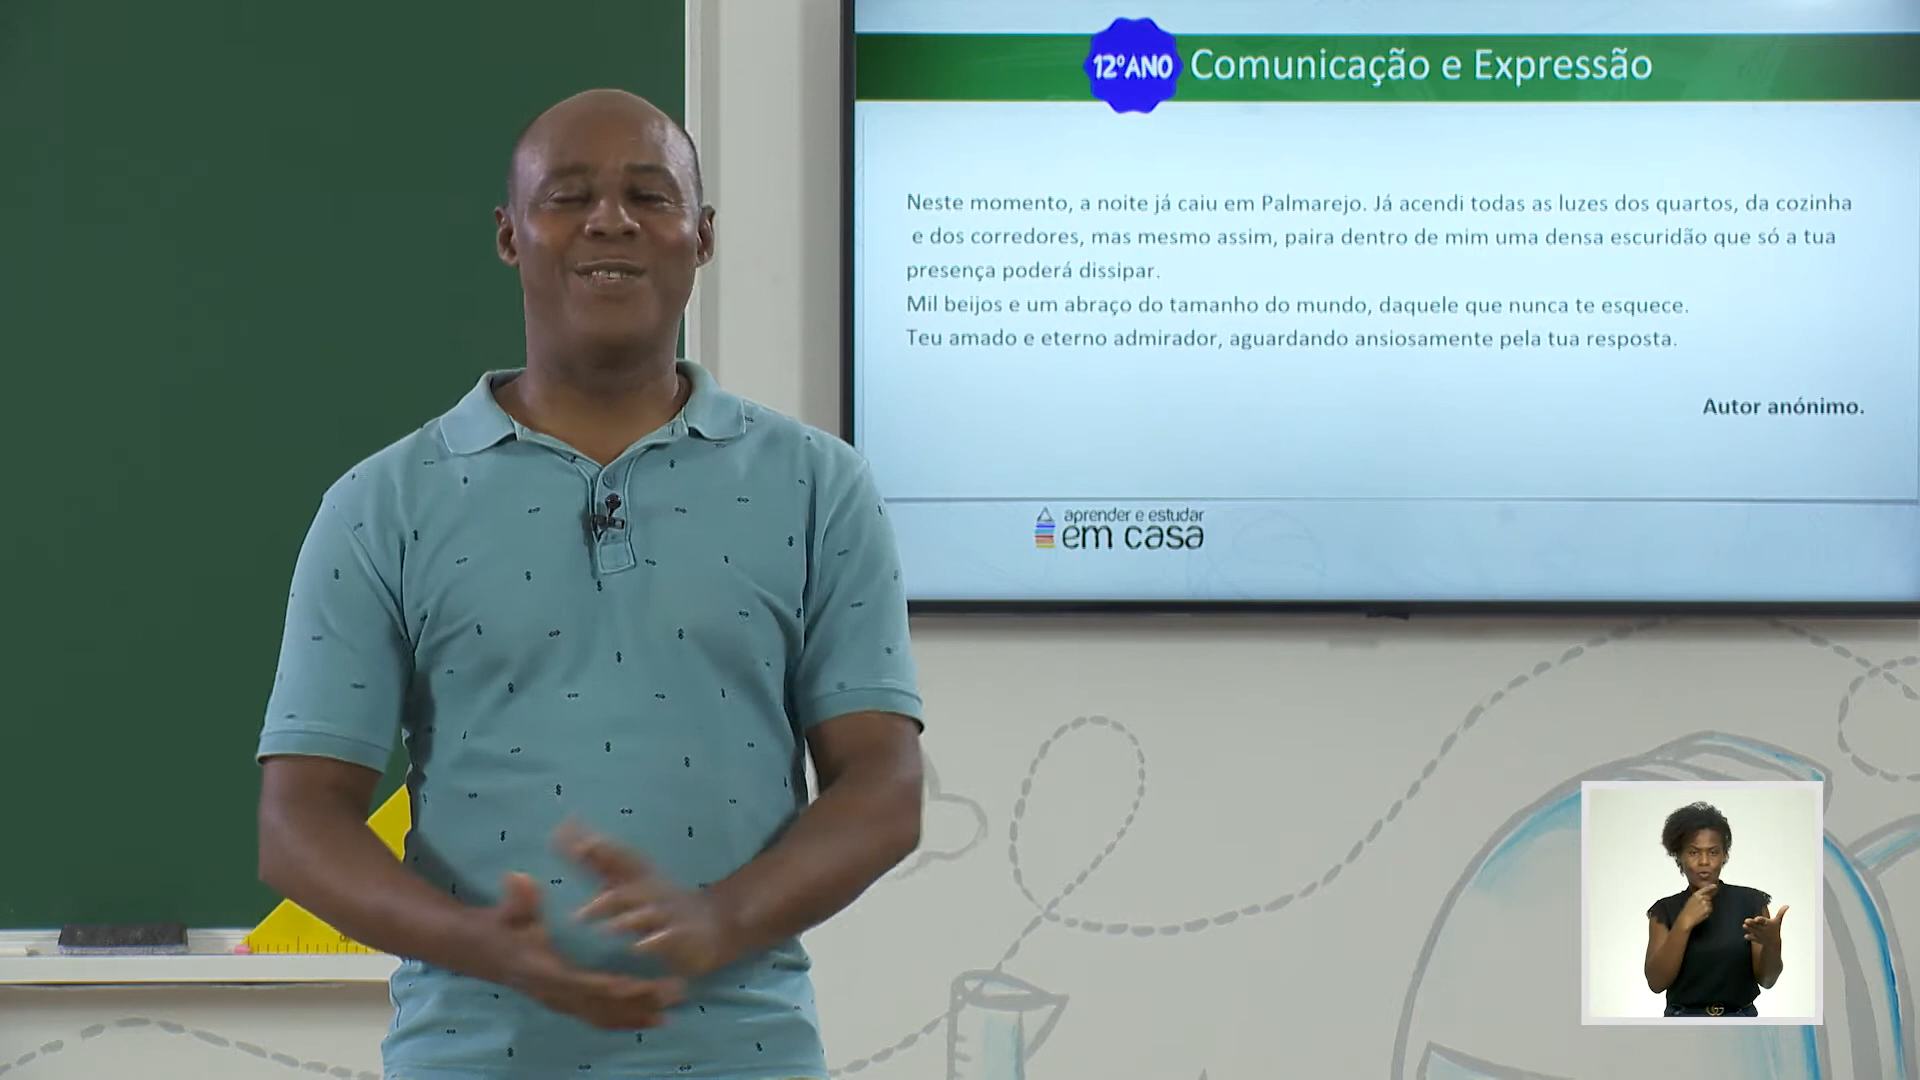 12ºANO Comunicação e Expressão
Neste momento, a noite já caiu em Palmarejo. Já acendi todas as luzes dos quartos, da cozinha
e dos corredores, mas mesmo assim, paira dentro de mim uma densa escuridão que só a tua
presença poderá dissipar.
Mil beijos e um abraço do tamanho do mundo, daquele que nunca te esquece.
Teu amado e eterno admirador, aguardando ansiosamente pela tua resposta.
Autor anónimo.
aprender e estudar
em casa